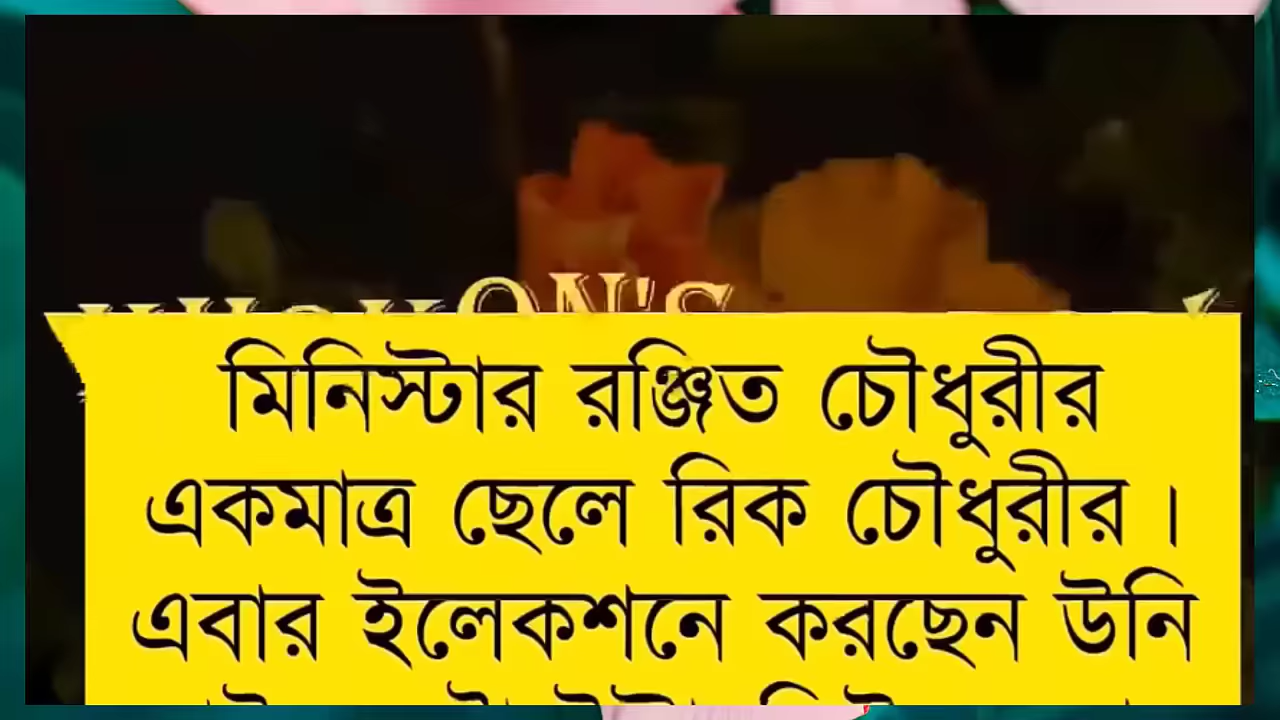 মিনিস্টার রঞ্জিত চৌধুরীর
একমাত্র ছেলে রিক চৌধুরীর ।
এবার ইলেকশনে করছেন উনি